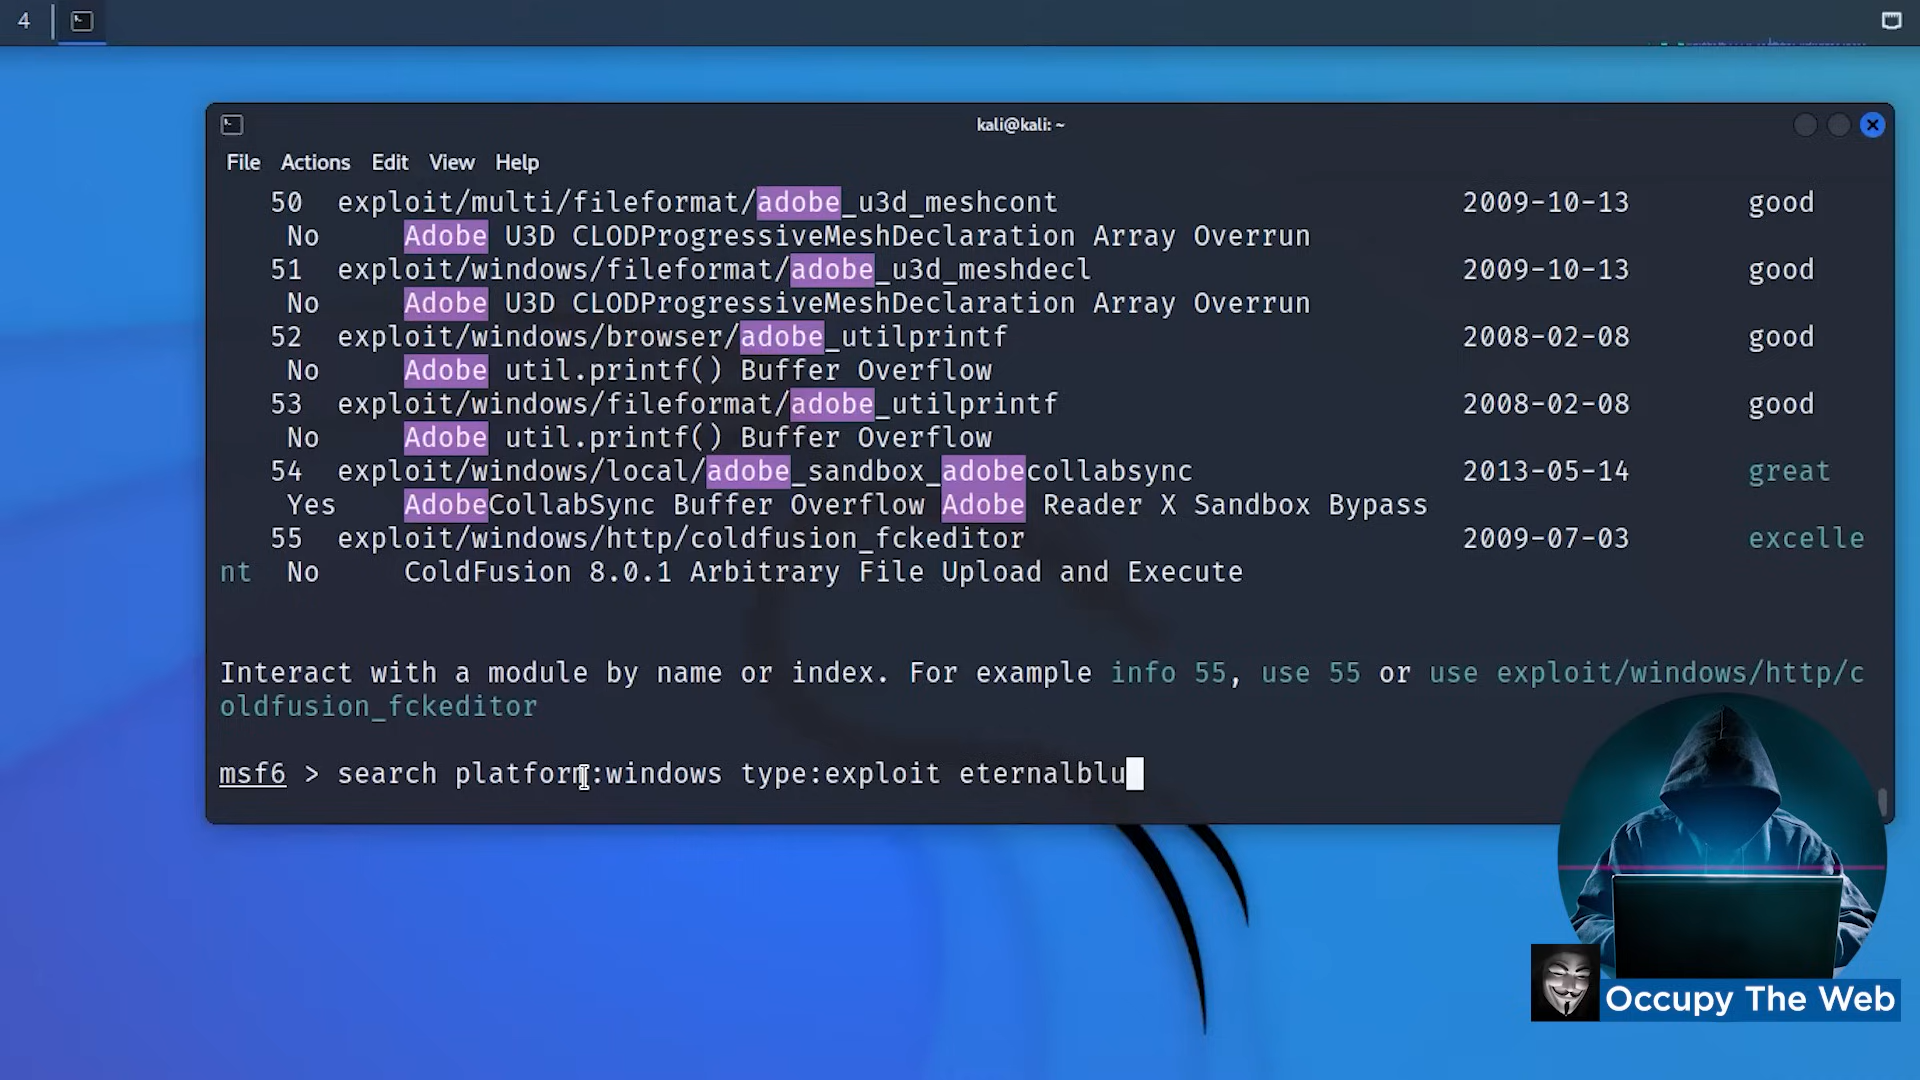 4
kali@kali: ~
File Actions Edit View Help
50 exploit/multi/fileformat/adobe_u3d_meshcont 2009-10-13 good
No Adobe U3D CLODProgressiveMeshDeclaration Array Overrun
51 exploit/windows/fileformat/adobe_u3d_meshdecl 2009-10-13 good
No Adobe U3D CLODProgressiveMeshDeclaration Array Overrun
52 exploit/windows/browser/adobe_utilprintf 2008-02-08 good
No Adobe util.printf() Buffer Overflow
53 exploit/windows/fileformat/adobe_utilprintf 2008-02-08 good
No Adobe util.printf() Buffer Overflow
54 exploit/windows/local/adobe_sandbox_adobecollabsync 2013-05-14 great
Yes AdobeCollabSync Buffer Overflow Adobe Reader X Sandbox Bypass
55 exploit/windows/http/coldfusion_fckeditor 2009-07-03 excelle
nt No ColdFusion 8.0.1 Arbitrary File Upload and Execute
Interact with a module by name or index. For example info 55, use 55 or use exploit/windows/http/c
oldfusion_fckeditor
msf6 > search platform:windows type:exploit eternalblu
Occupy The Web